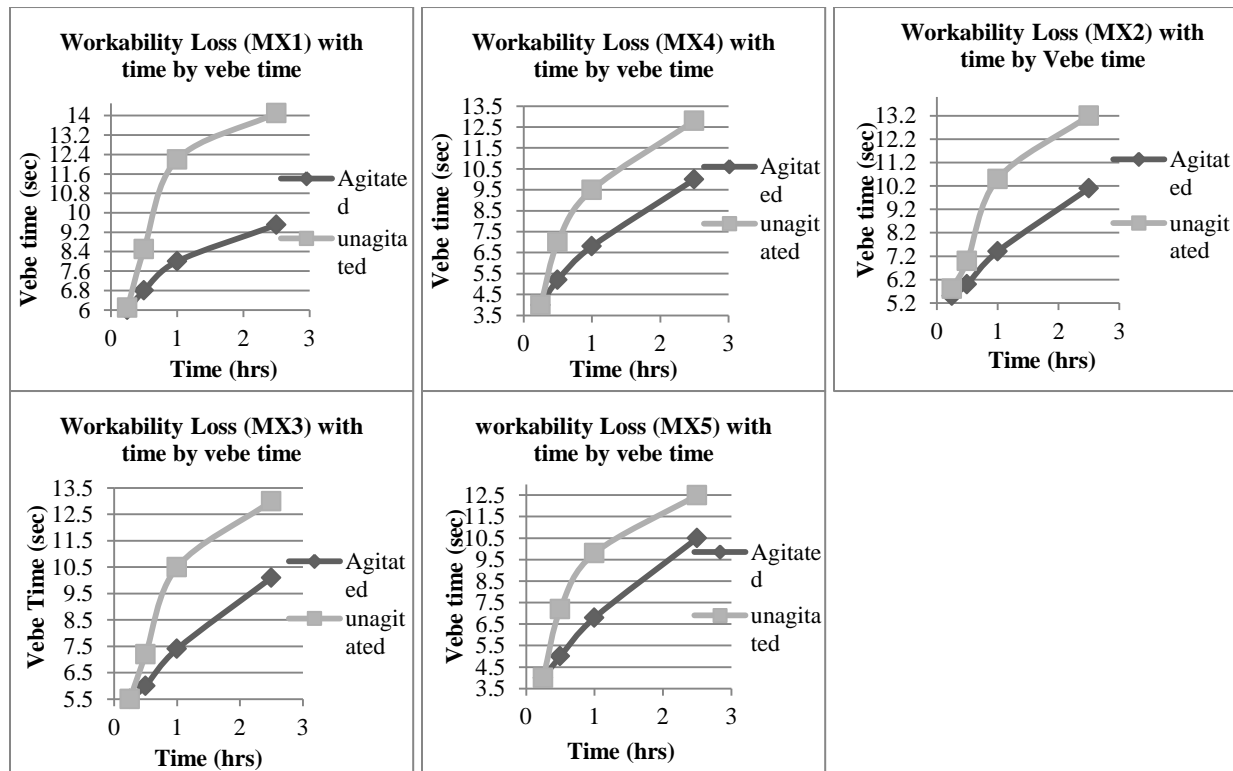 Workability Loss (MX1) with
time by vebe time
14
13.2
12.4
11.6
10.8
10
9.2
8.4
7.6
6.8
6
Vebe time (sec)
0 1 2 3
Time (hrs)
Agitate
d
unagita
ted
Workability Loss (MX4) with
time by vebe time
13.5
12.5
11.5
10.5
9.5
8.5
7.5
6.5
5.5
4.5
3.5
Vebe time (sec)
0 1 2 3
Time (hrs)
Agitat
ed
unagit
ated
Workability Loss (MX2) with
time by Vebe time
13.2
12.2
11.2
10.2
9.2
8.2
7.2
6.2
5.2
Vebe time (sec)
0 1 2 3
Time (hrs)
Agitat
ed
unagit
ated
Workability Loss (MX3) with
time by vebe time
13.5
12.5
11.5
10.5
9.5
8.5
7.5
6.5
5.5
Vebe Time (sec)
0 1 2 3
Time (hrs)
Agitat
ed
unagit
ated
workability Loss (MX5) with
time by vebe time
12.5
11.5
10.5
9.5
8.5
7.5
6.5
5.5
4.5
3.5
Vebe time (sec)
0 1 2 3
Time (hrs)
Agitate
d
unagita
ted